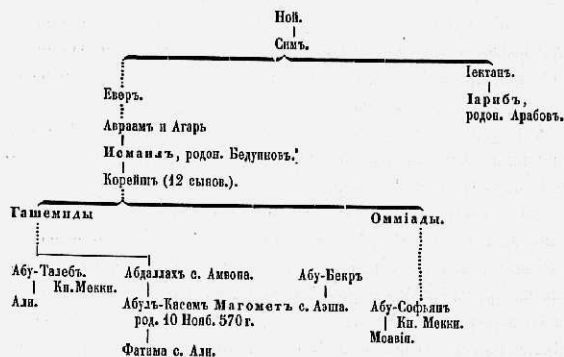 Ной.
Симъ.
Іектанъ.
Іарибъ,
родон. Арабовъ.
Еверъ.
Авраамъ и Агарь
Исмаилъ, родон. Бедуиновъ.
Корейшъ (12 сынов.).
Гашемиды
Омміады.
Абу-Талебъ.
Кн. Мекки.
Али.
Абдаллахъ с. Амвона.
Абулъ-Касемъ Магометъ с. Аэша.
род. 10 Нояб. 570 г.
Фатима с. Али.
Абу-Бекръ
Абу-Софьянъ
Кн. Мекки.
Моавіи.